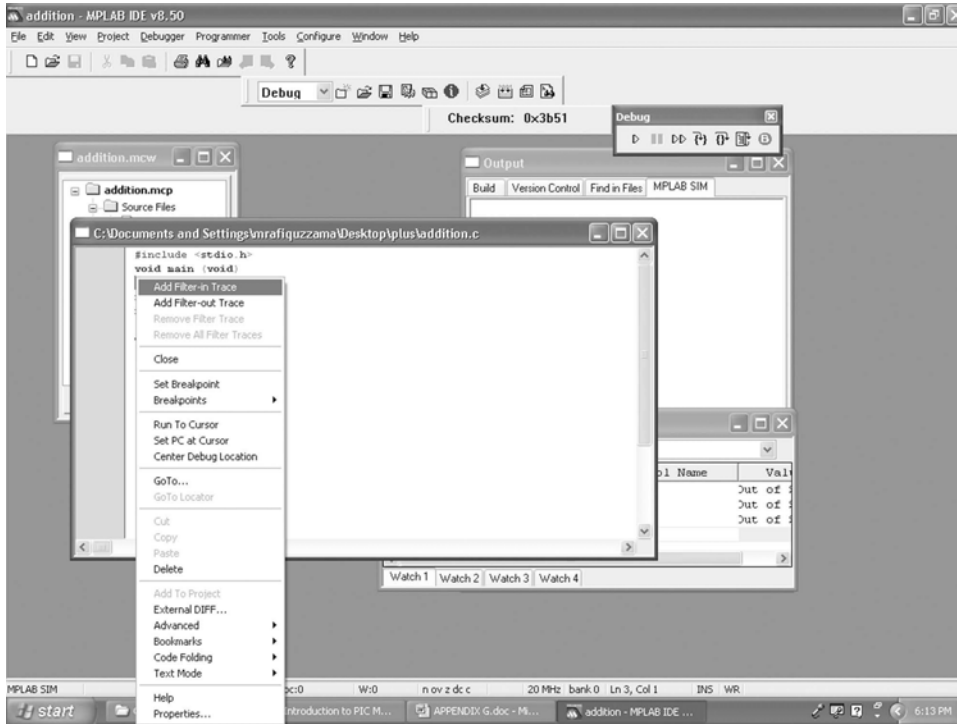 addition - MPLAB IDE v8.50
File Edit View Project Debugger Programmer Tools Configure Window Help
Debug
Checksum: 0x3b51
Debug
addition.mcw
addition.mcp
Source Files
Output
Build Version Control Find in Files MPLAB SIM
C:\Documents and Settings\mrafiquzzama\Desktop\plus\addition.c
#include <stdio.h>
void main (void)
Add Filter-in Trace
Add Filter-out Trace
Remove Filter Trace
Remove All Filter Traces
Close
Set Breakpoint
Breakpoints
Run To Cursor
Set PC at Cursor
Center Debug Location
GoTo...
GoTo Locator
Cut
Copy
Paste
Delete
Add To Project
External DIFF...
Advanced
Bookmarks
Code Folding
Text Mode
Help
Properties...
Name
Out of
Out of
Out of
Watch 1 Watch 2 Watch 3 Watch 4
MPLAB SIM pc:0 W:0 n ov z dc c 20 MHz bank 0 Ln 3, Col 1 INS WR
start
Introduction to PIC M...
APPENDIX G.doc - Mi...
addition - MPLAB IDE ...
6:13 PM